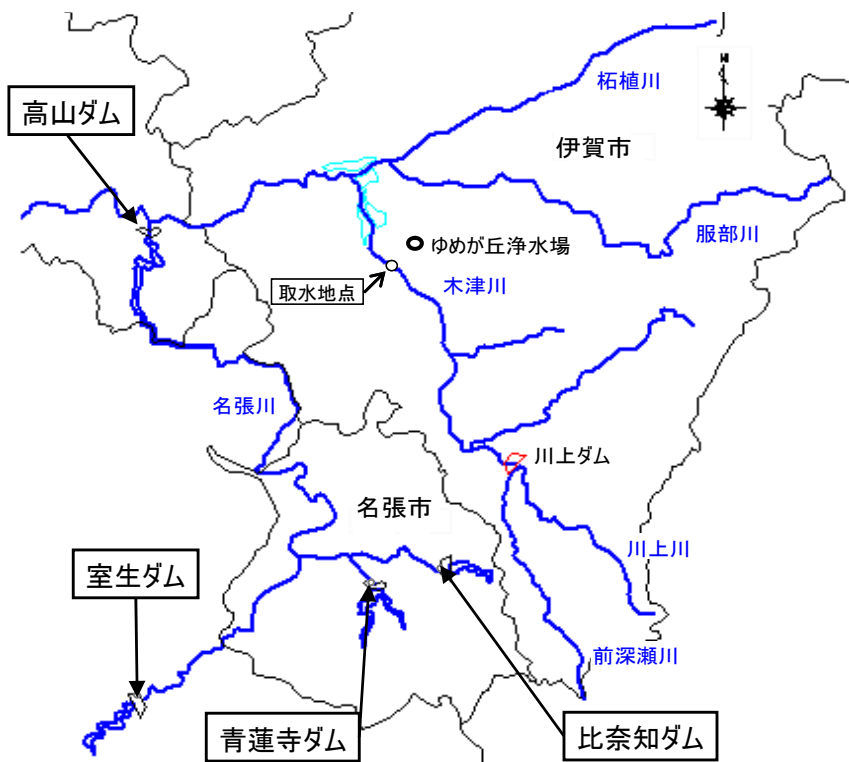 柘植川
N
高山ダム
伊賀市
服部川
ゆめが丘浄水場
取水地点
木津川
名張川
川上ダム
名張市
川上川
室生ダム
前深瀬川
青蓮寺ダム
比奈知ダム